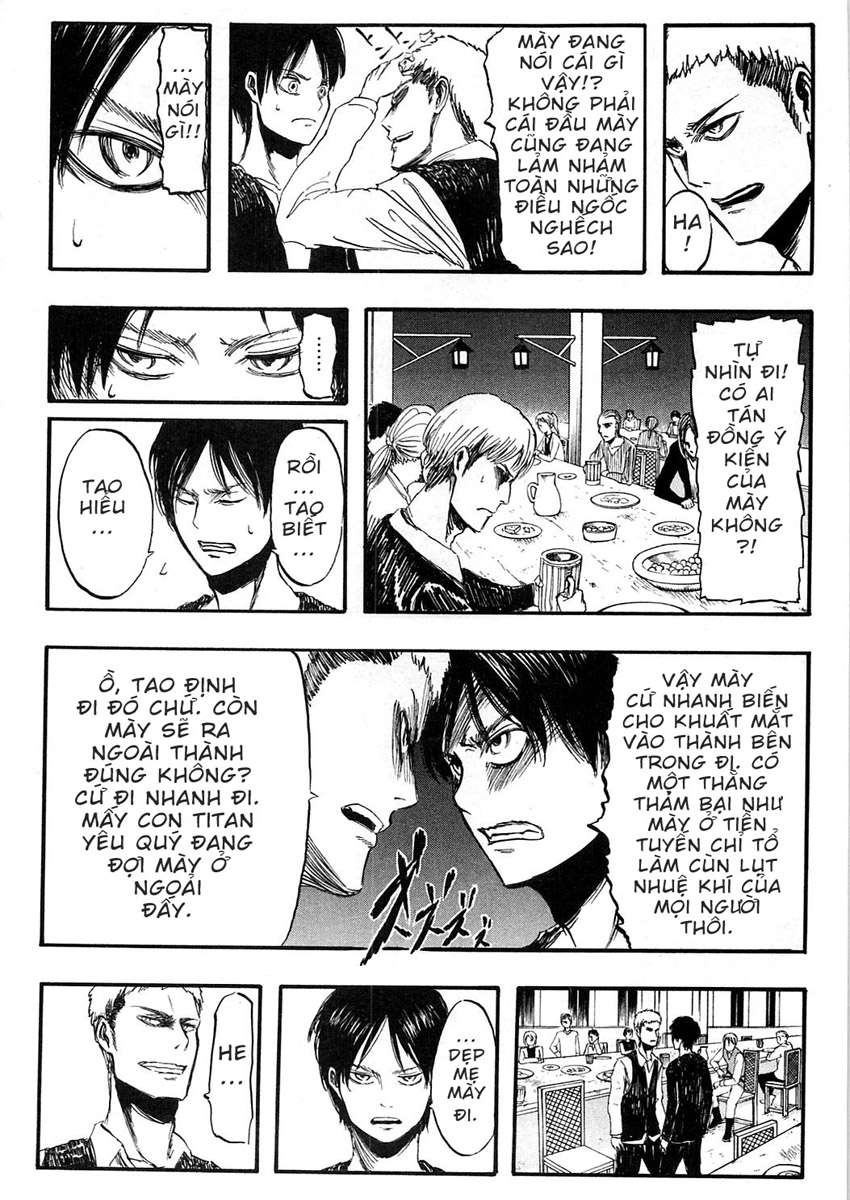 HA
!
MÀY ĐANG
NÓI CÁI GÌ
VẬY!?
KHÔNG PHẢI
CÁI ĐẦU MÀY
CŨNG ĐANG
LẢM NHẢM
TOÀN NHỮNG
ĐIỀU NGỐC
NGHẾCH
SAO!
...
MÀY
NÓI
GÌ!!
TỰ
NHÌN ĐI!
CÓ AI
TÁN
ĐỒNG Ý
KIẾN
CỦA
MÀY
KHÔNG
?!
......
RỒI
...
TAO
BIẾT
...
TAO
HIỂU
...
VẬY MÀY
CỨ NHANH BIẾN
CHO KHUẤT MẮT
VÀO THÀNH BÊN
TRONG ĐI. CÓ
MỘT THẰNG
THẢM BẠI NHƯ
MÀY Ở TIỀN
TUYẾN CHỈ TỔ
LÀM CÙN LỤT
NHUỆ KHÍ CỦA
MỌI NGƯỜI
THÔI.
Ồ, TAO ĐỊNH
ĐI ĐÓ CHỨ. CÒN
MÀY SẼ RA
NGOÀI THÀNH
ĐÚNG KHÔNG?
CỨ ĐI NHANH ĐI.
MẤY CON TITAN
YÊU QUÝ ĐANG
ĐỢI MÀY Ở
NGOÀI
ĐẤY.
ズズズズ
...
DẸP
MẸ
MÀY
ĐI.
HE
...